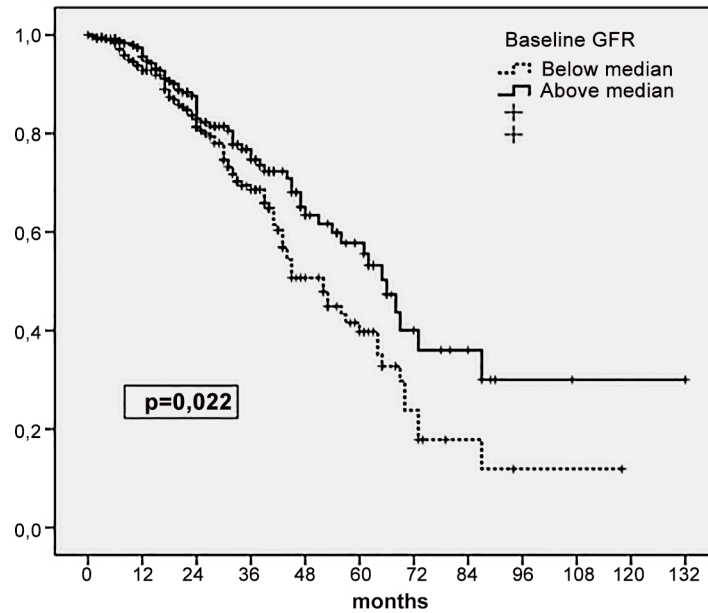 Baseline GFR
Below median
Above median
1,0
0,8
0,6
0,4
0,2
0,0
p=0,022
0 12 24 36 48 60 72 84 96 108 120 132
months